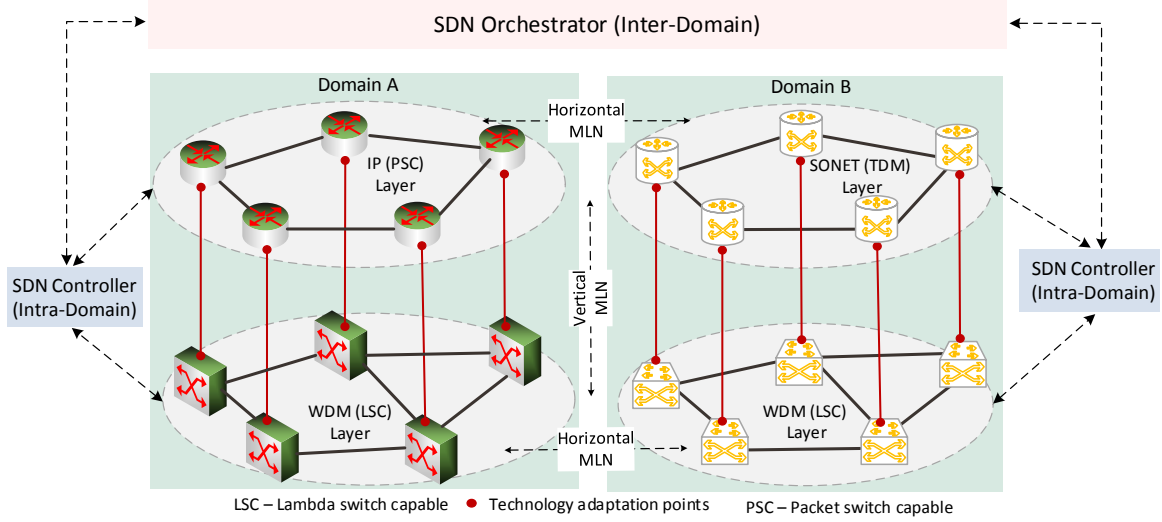 SDN Orchestrator (Inter-Domain)
Domain A
Domain B
Horizontal
MLN
IP (PSC)
Layer
SONET (TDM)
Layer
SDN Controller
(Intra-Domain)
Vertical
MLN
SDN Controller
(Intra-Domain)
WDM (LSC)
Layer
WDM (LSC)
Layer
Horizontal
MLN
LSC – Lambda switch capable
Technology adaptation points
PSC – Packet switch capable